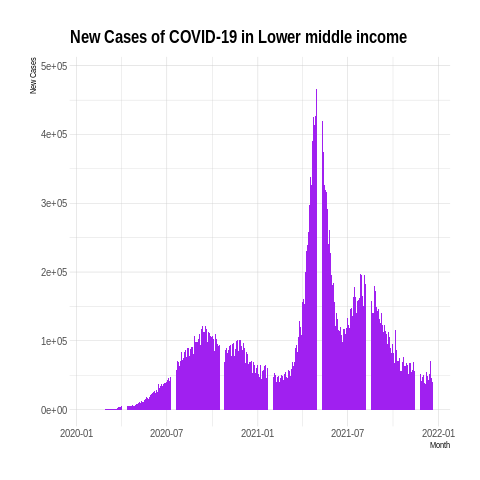 New Cases of COVID-19 in Lower middle income
New Cases
5e+05
4e+05
3e+05
2e+05
1e+05
0e+00
2020-01 2020-07 2021-01 2021-07 2022-01
Month